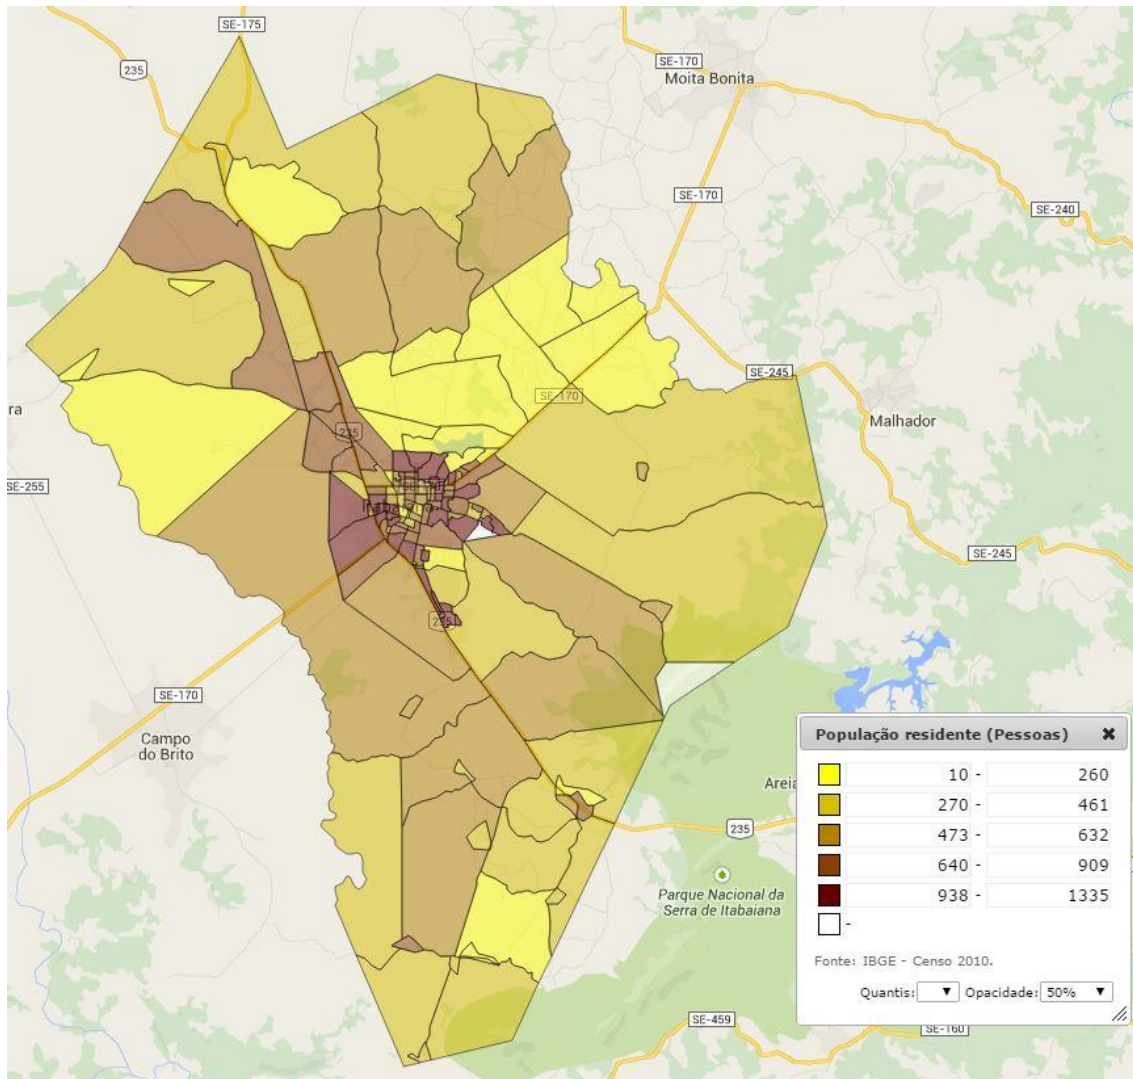 SE-175
235
SE-170
Moita Bonita
SE-170
SE-240
SE-245
SE-170
Malhador
ra
235
SE-255
SE-245
235
SE-170
Campo
do Brito
População residente (Pessoas) ✖
10 - 260
270 - 461
473 - 632
640 - 909
938 - 1335
-
Fonte: IBGE - Censo 2010.
Quantis: ▼ Opacidade: 50% ▼
Areia
235
Parque Nacional da
Serra de Itabaiana
SE-459
SE-160